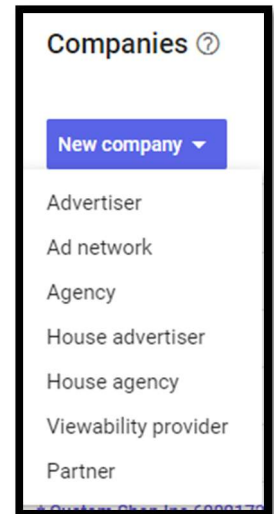 Companies
New company
Advertiser
Ad network
Agency
House advertiser
House agency
Viewability provider
Partner